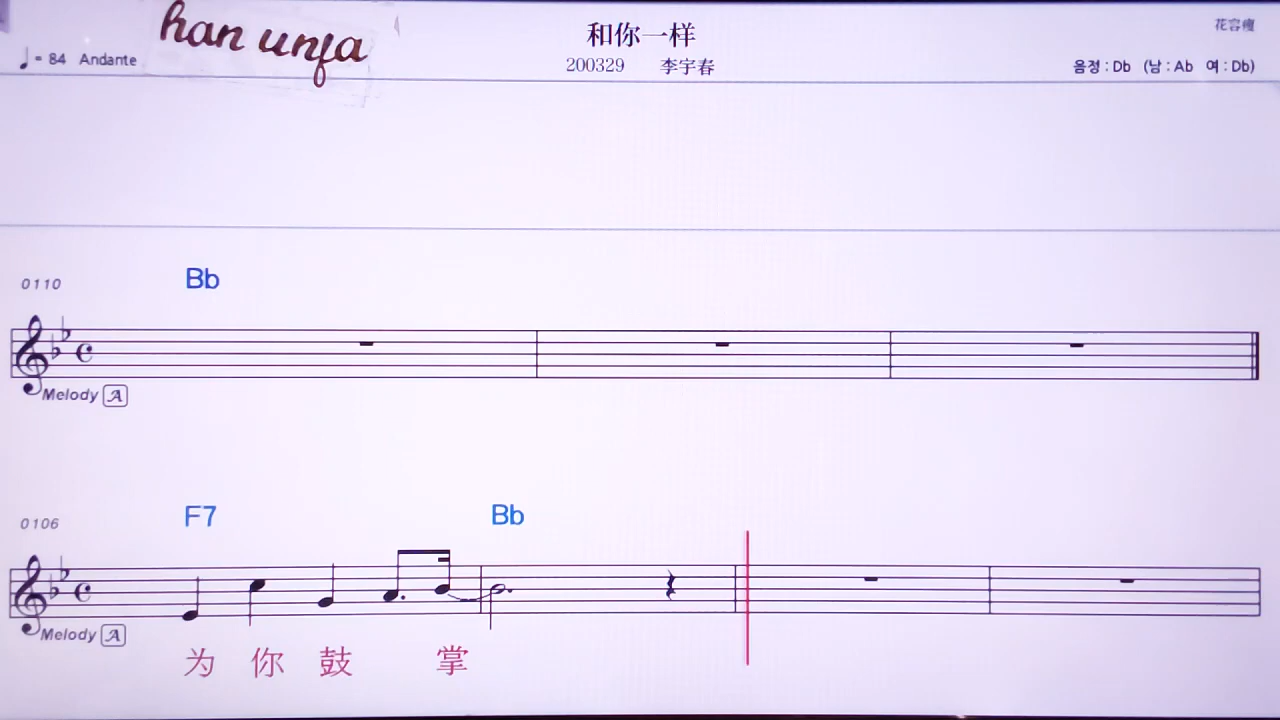 han unfa
和你一样
花容瘦
♩= 84 Andante
200329 李宇春
음정 : Db (남 : Ab 여 : Db)
0110
Bb
Melody A
0106
F7 Bb
Melody A
为 你 鼓 掌